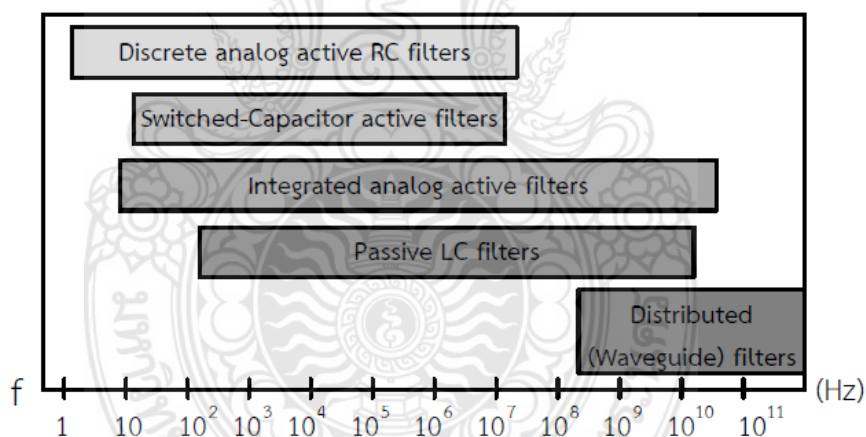 Discrete analog active RC filters
Switched-Capacitor active filters
Integrated analog active filters
Passive LC filters
Distributed
(Waveguide) filters
f (Hz)
1 10 10² 10³ 10⁴ 10⁵ 10⁶ 10⁷ 10⁸ 10⁹ 10¹⁰ 10¹¹